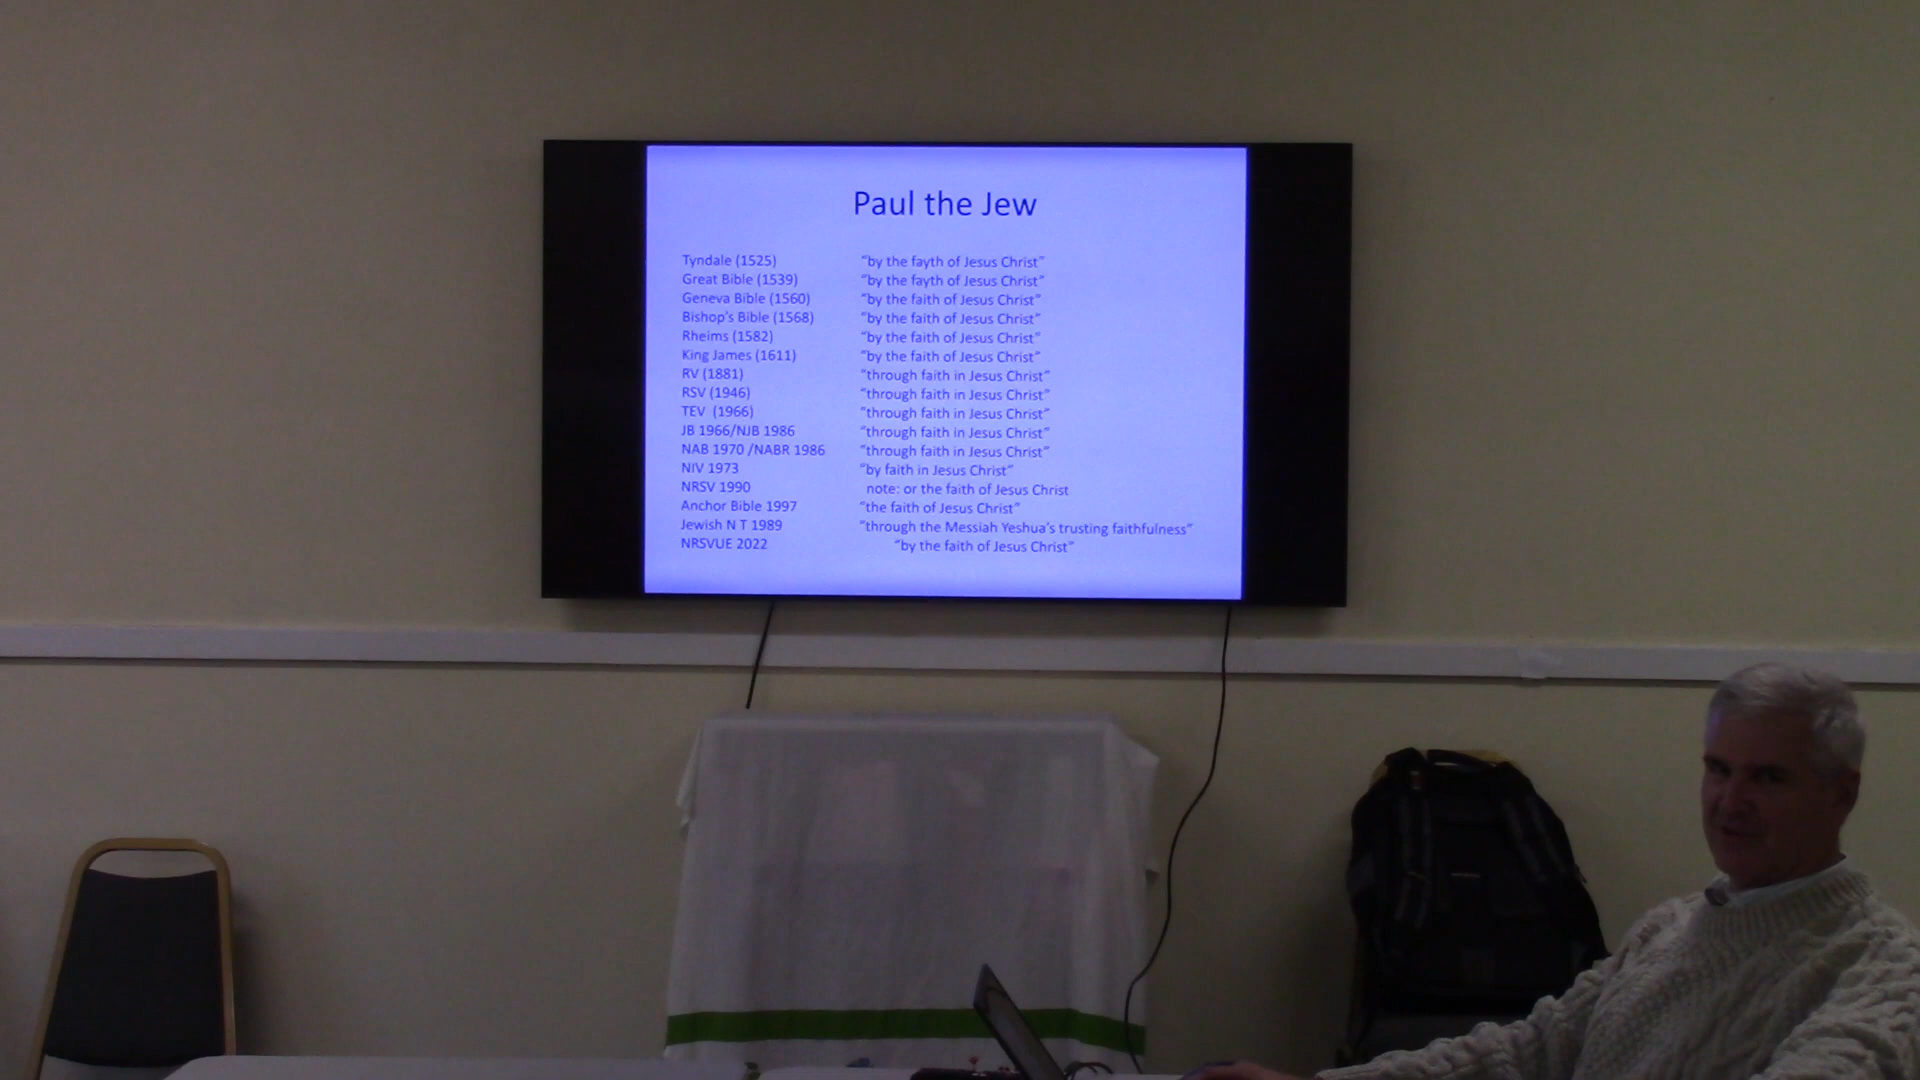 Paul the Jew
Tyndale (1525) “by the fayth of Jesus Christ”
Great Bible (1539) “by the fayth of Jesus Christ”
Geneva Bible (1560) “by the faith of Jesus Christ”
Bishop’s Bible (1568) “by the faith of Jesus Christ”
Rheims (1582) “by the faith of Jesus Christ”
King James (1611) “by the faith of Jesus Christ”
RV (1881) “through faith in Jesus Christ”
RSV (1946) “through faith in Jesus Christ”
TEV (1966) “through faith in Jesus Christ”
JB 1966/NJB 1986 “through faith in Jesus Christ”
NAB 1970 /NABR 1986 “through faith in Jesus Christ”
NIV 1973 “by faith in Jesus Christ”
NRSV 1990 note: or the faith of Jesus Christ
Anchor Bible 1997 “the faith of Jesus Christ”
Jewish N T 1989 “through the Messiah Yeshua’s trusting faithfulness”
NRSVUE 2022 “by the faith of Jesus Christ”